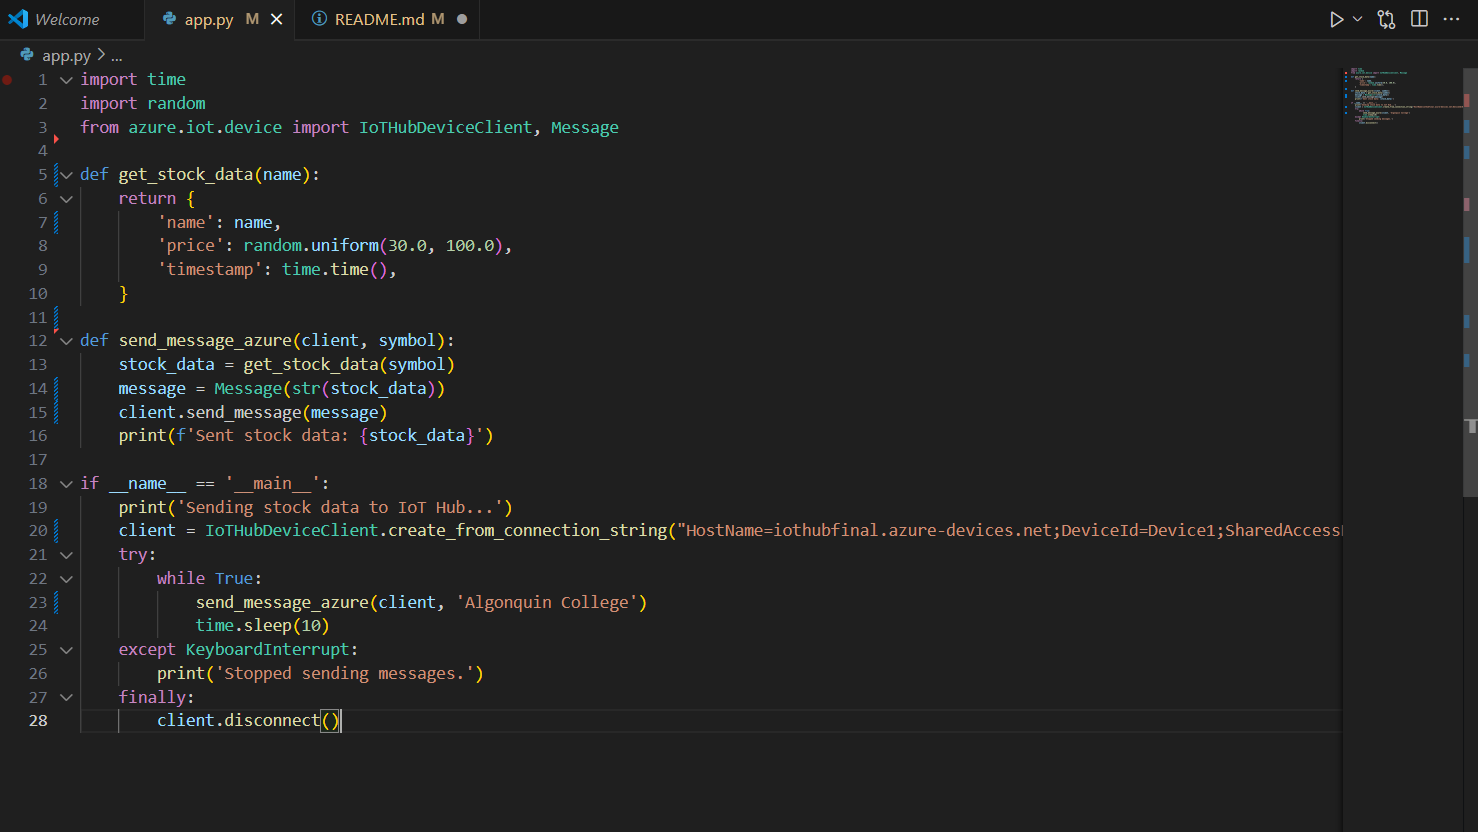 Welcome
app.py M
README.md M
app.py > ...
1 import time
2 import random
3 from azure.iot.device import IoTHubDeviceClient, Message
4
5 def get_stock_data(name):
6 return {
7 'name': name,
8 'price': random.uniform(30.0, 100.0),
9 'timestamp': time.time(),
10 }
11
12 def send_message_azure(client, symbol):
13 stock_data = get_stock_data(symbol)
14 message = Message(str(stock_data))
15 client.send_message(message)
16 print(f'Sent stock data: {stock_data}')
17
18 if __name__ == '__main__':
19 print('Sending stock data to IoT Hub...')
20 client = IoTHubDeviceClient.create_from_connection_string("HostName=iothubfinal.azure-devices.net;DeviceId=Device1;SharedAccess
21 try:
22 while True:
23 send_message_azure(client, 'Algonquin College')
24 time.sleep(10)
25 except KeyboardInterrupt:
26 print('Stopped sending messages.')
27 finally:
28 client.disconnect()